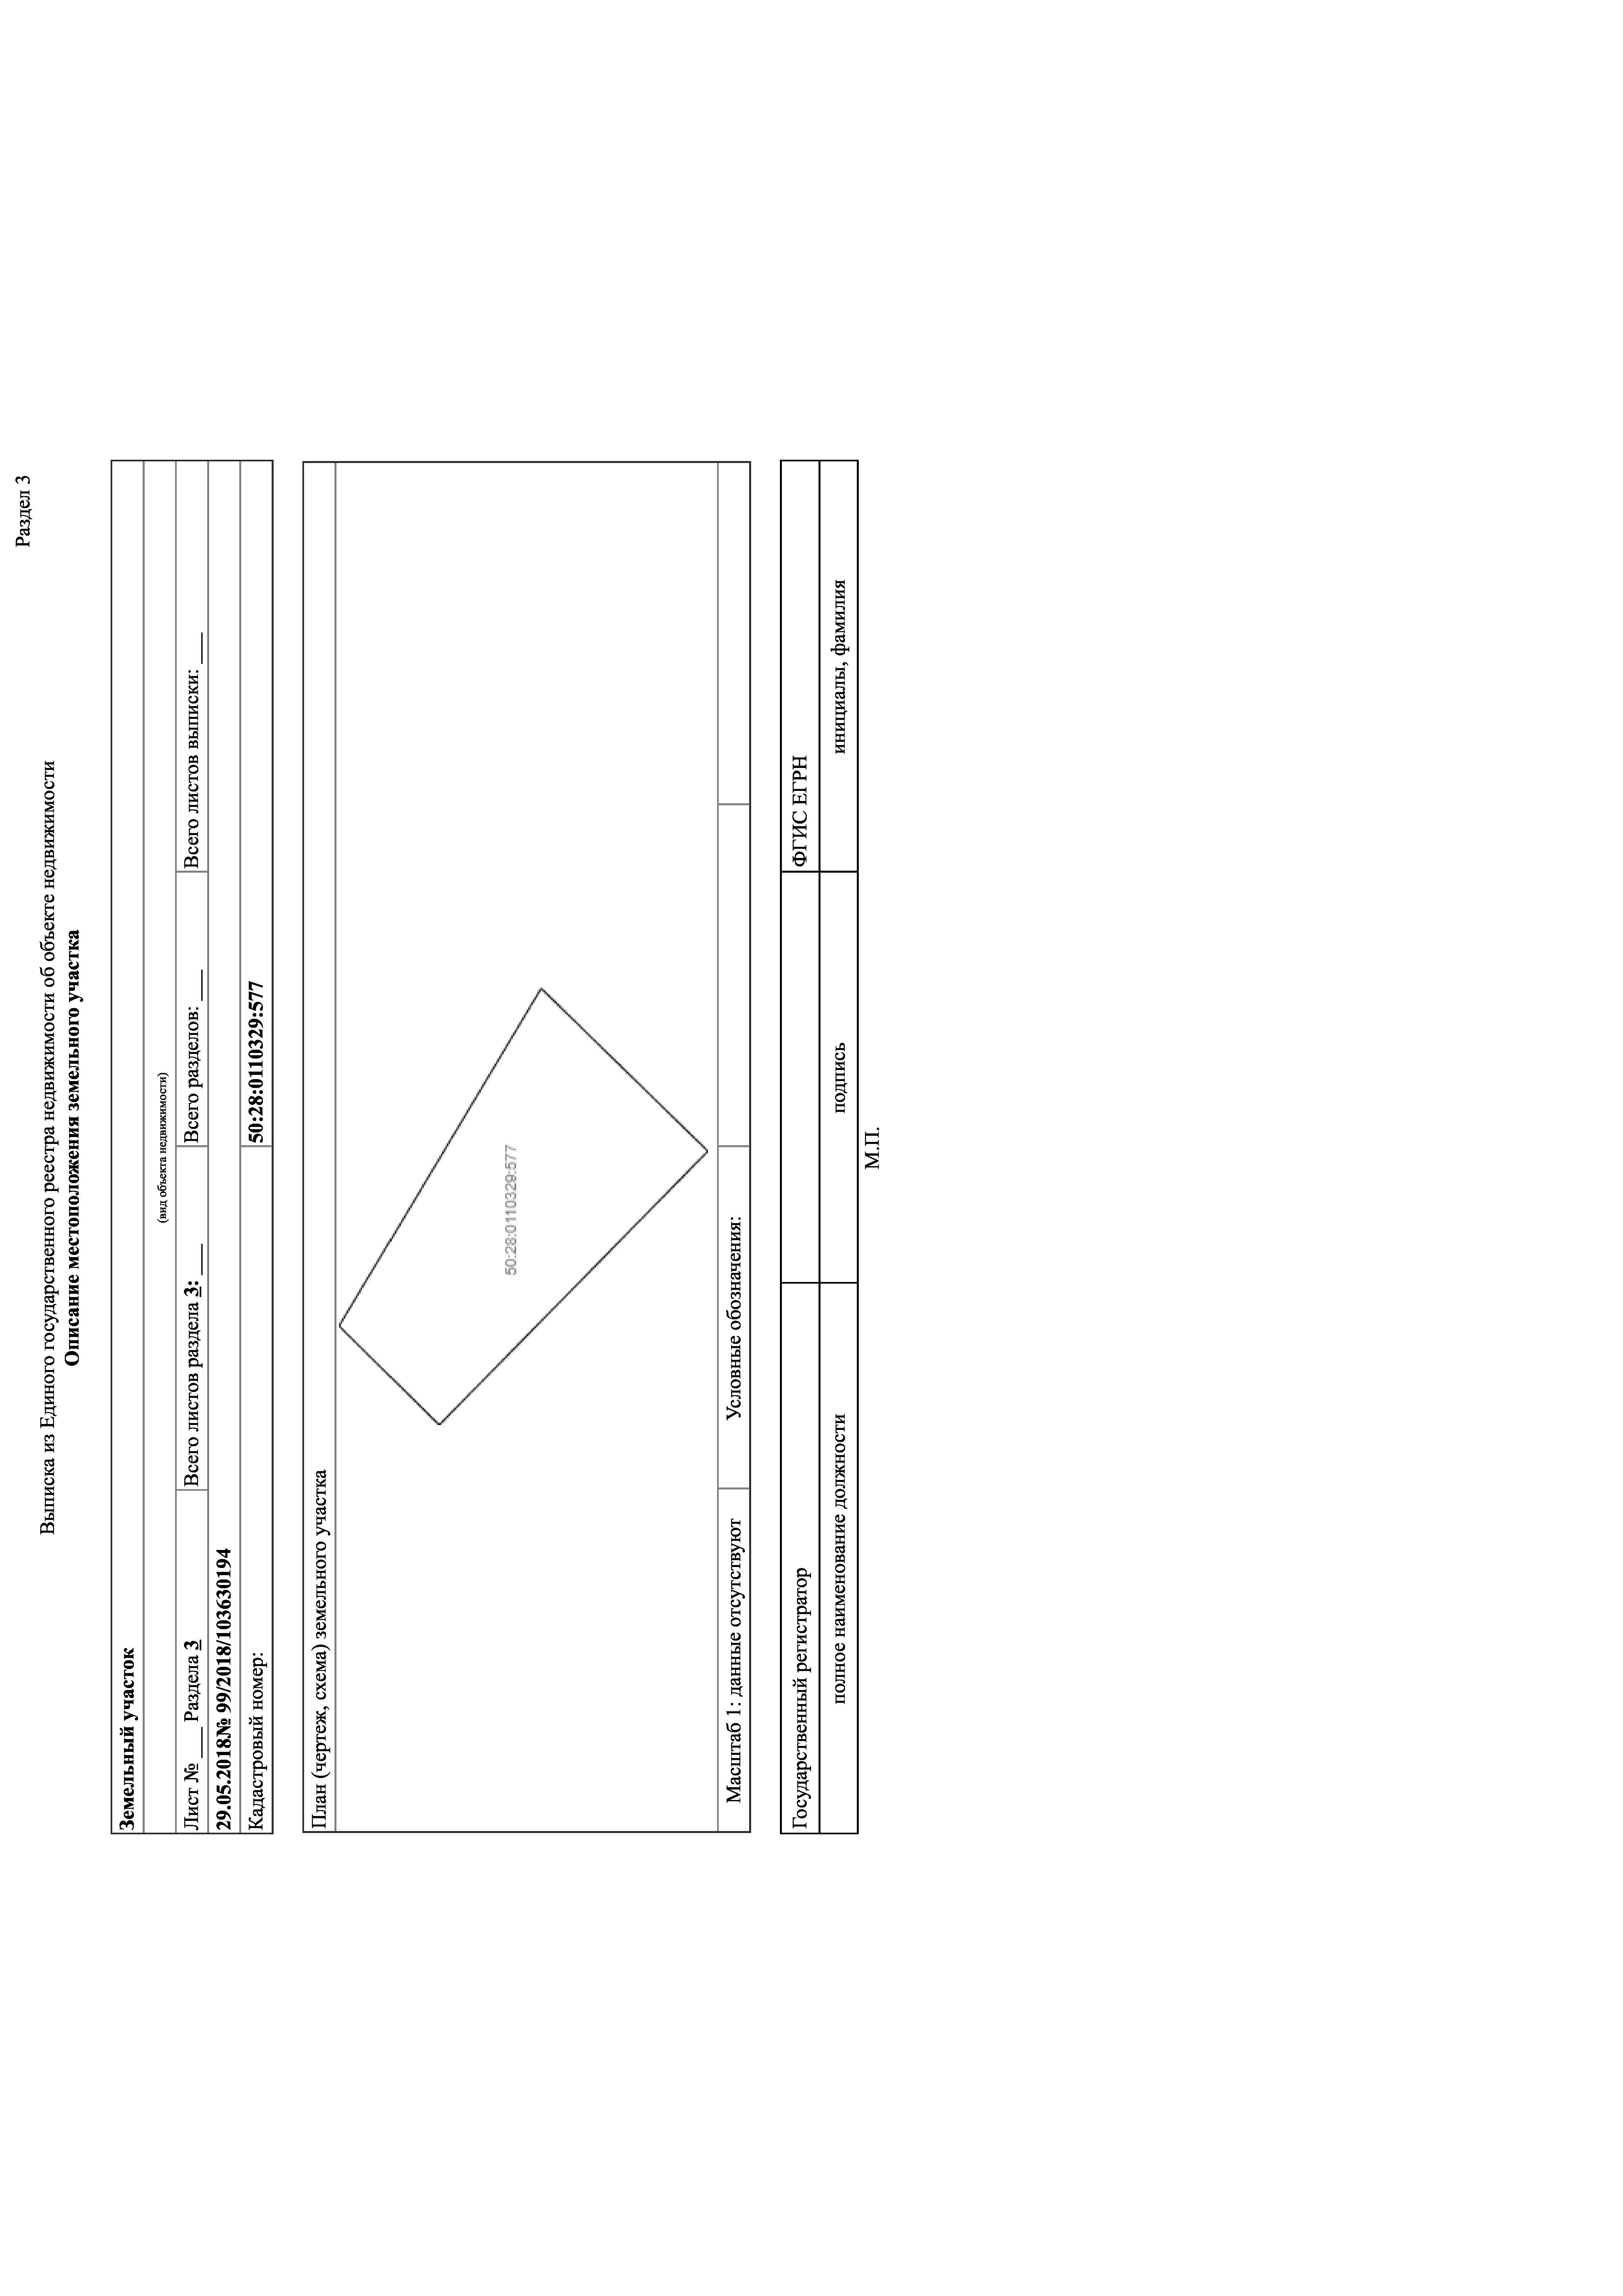 Раздел 3
Выписка из Единого государственного реестра недвижимости об объекте недвижимости
Описание местоположения земельного участка
Земельный участок
(вид объекта недвижимости)
Лист № ___ Раздела 3 Всего листов раздела 3: ___ Всего разделов: ___ Всего листов выписки: ___
29.05.2018№ 99/2018/103630194
Кадастровый номер: 50:28:0110329:577
План (чертеж, схема) земельного участка
50:28:0110329:577
Масштаб 1: данные отсутствуют Условные обозначения:
Государственный регистратор ФГИС ЕГРН
полное наименование должности подпись инициалы, фамилия
М.П.